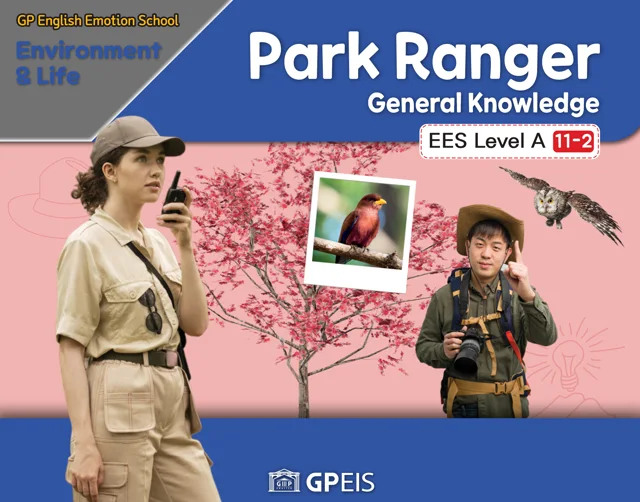 GP English Emotion School
Environment
& Life
Park Ranger
General Knowledge
EES Level A 11-2
GPEIS